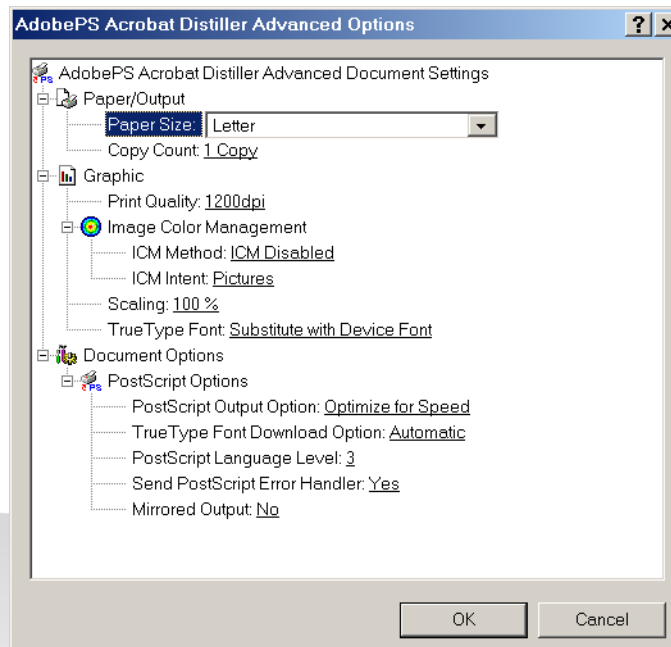 AdobePS Acrobat Distiller Advanced Options
AdobePS Acrobat Distiller Advanced Document Settings
Paper/Output
Paper Size: Letter
Copy Count: 1 Copy
Graphic
Print Quality: 1200dpi
Image Color Management
ICM Method: ICM Disabled
ICM Intent: Pictures
Scaling: 100 %
TrueType Font: Substitute with Device Font
Document Options
PostScript Options
PostScript Output Option: Optimize for Speed
TrueType Font Download Option: Automatic
PostScript Language Level: 3
Send PostScript Error Handler: Yes
Mirrored Output: No
OK Cancel